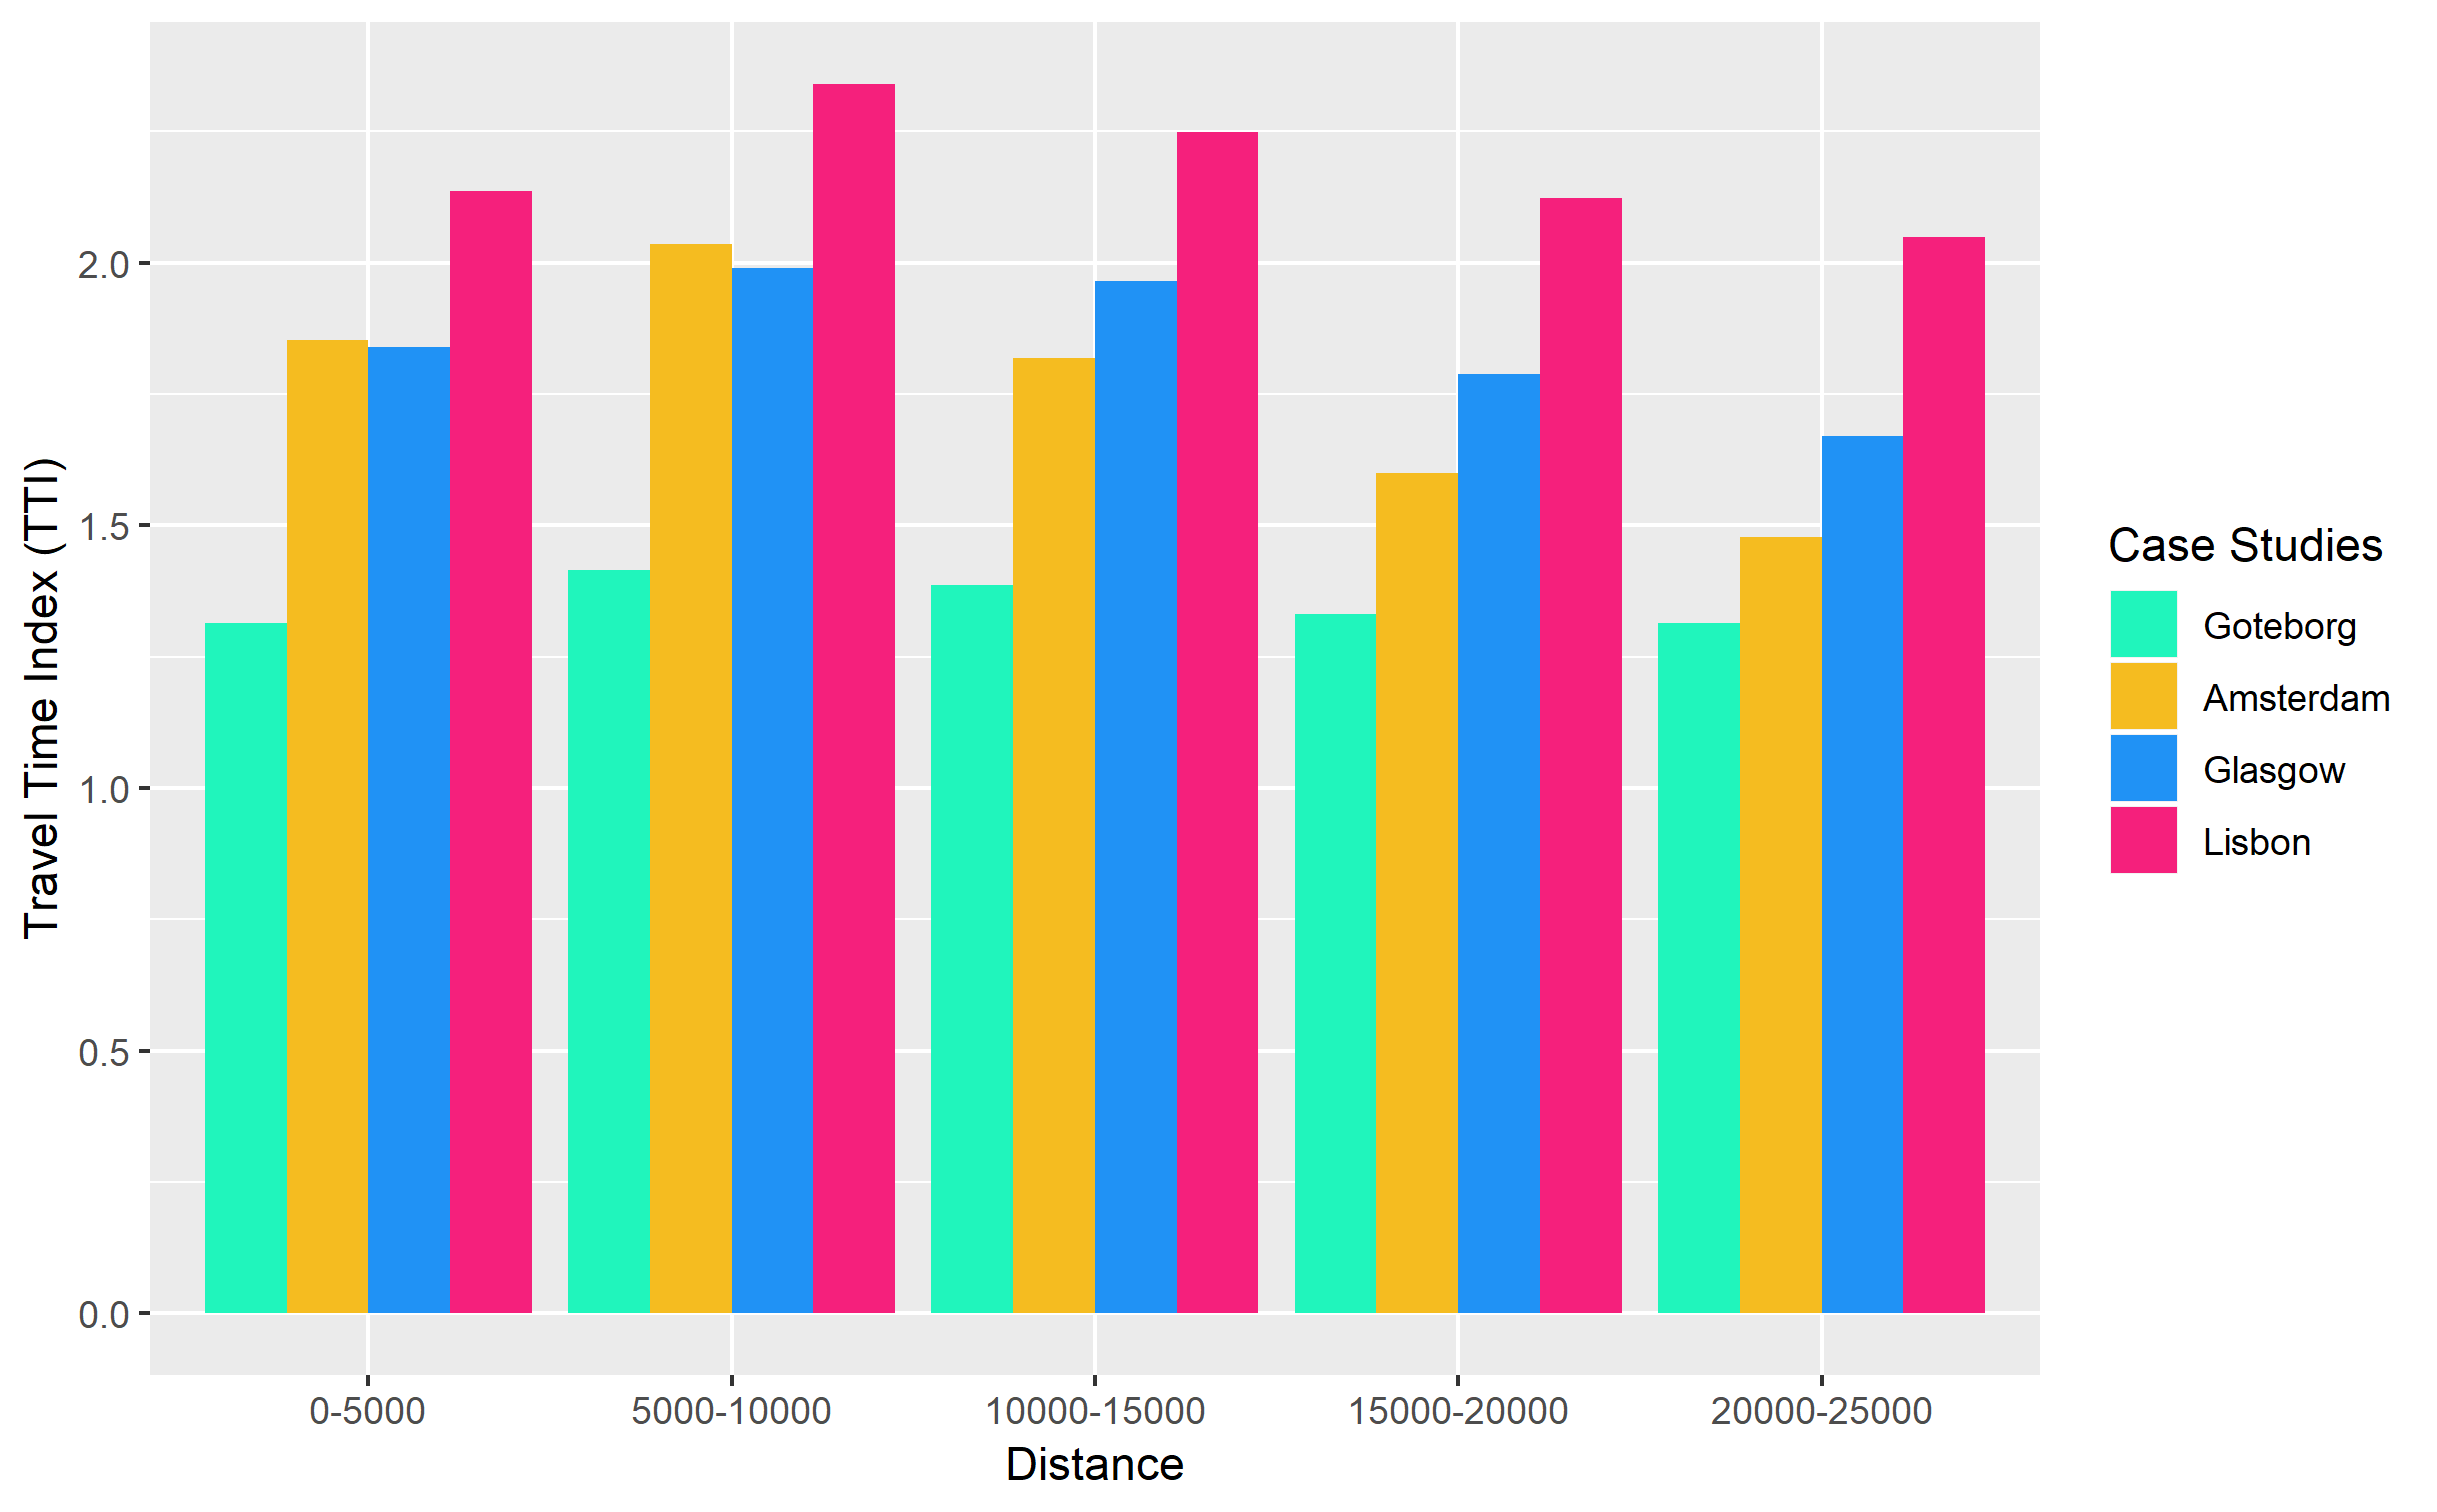 Travel Time Index (TTI)
2.0
1.5
1.0
0.5
0.0
0-5000 5000-10000 10000-15000 15000-20000 20000-25000
Distance
Case Studies
Goteborg
Amsterdam
Glasgow
Lisbon